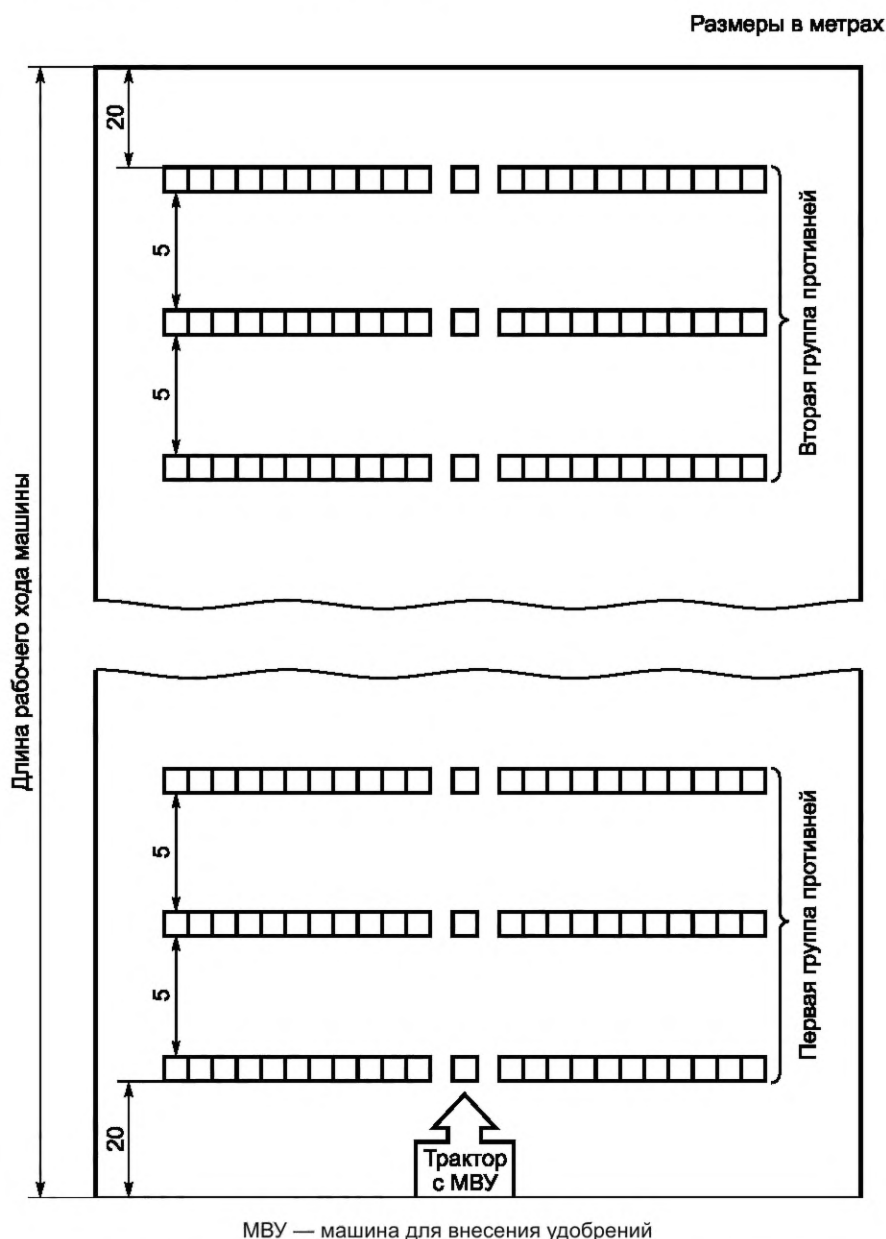 Размеры в метрах
20
5
5
Вторая группа противней
Длина рабочего хода машины
5
5
Первая группа противней
20
Трактор
с МВУ
МВУ — машина для внесения удобрений